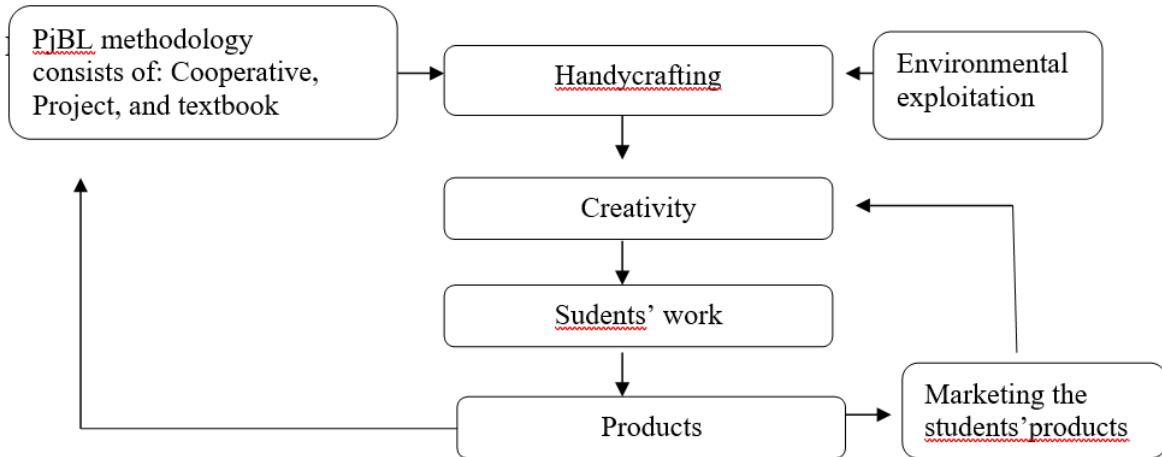 PjBL methodology
consists of: Cooperative,
Project, and textbook
Handycrafting
Environmental
exploitation
Creativity
Sudents’ work
Products
Marketing the
students’products